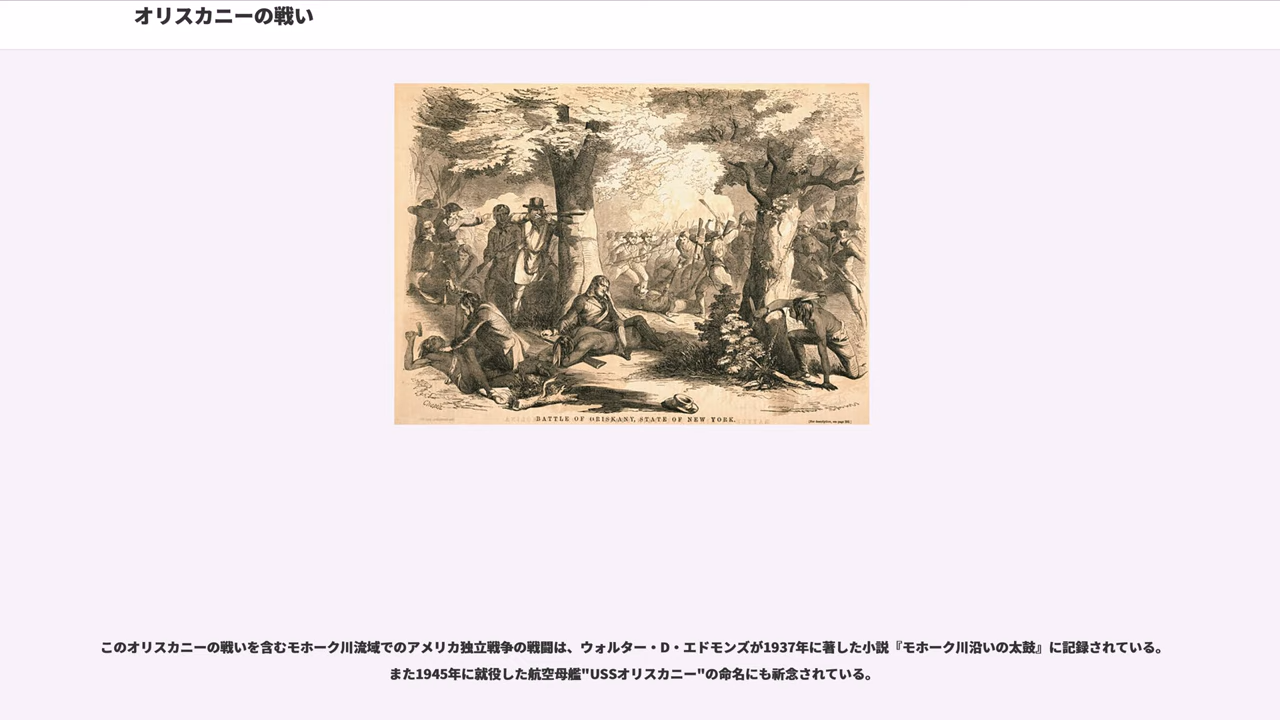 オリスカニーの戦い
BATTLE OF ORISKANY, STATE OF NEW YORK.
このオリスカニーの戦いを含むモホーク川流域でのアメリカ独立戦争の戦闘は、ウォルター・D・エドモンズが1937年に著した小説『モホーク川沿いの太鼓』に記録されている。
また1945年に就役した航空母艦"USSオリスカニー"の命名にも祈念されている。